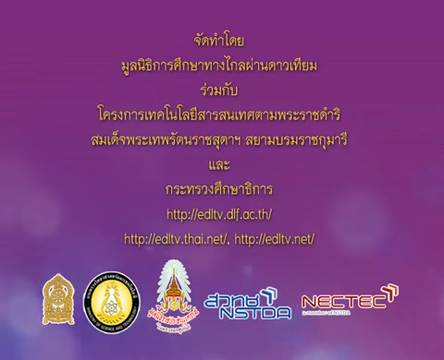 จัดทำโดย
มูลนิธิการศึกษาทางไกลผ่านดาวเทียม
ร่วมกับ
โครงการเทคโนโลยีสารสนเทศตามพระราชดำริ
สมเด็จพระเทพรัตนราชสุดาฯ สยามบรมราชกุมารี
และ
กระทรวงศึกษาธิการ
http://edltv.dlf.ac.th/
http://edltv.thai.net/, http://edltv.net/
สวทช
NSTDA
NECTEC
a member of NSTDA